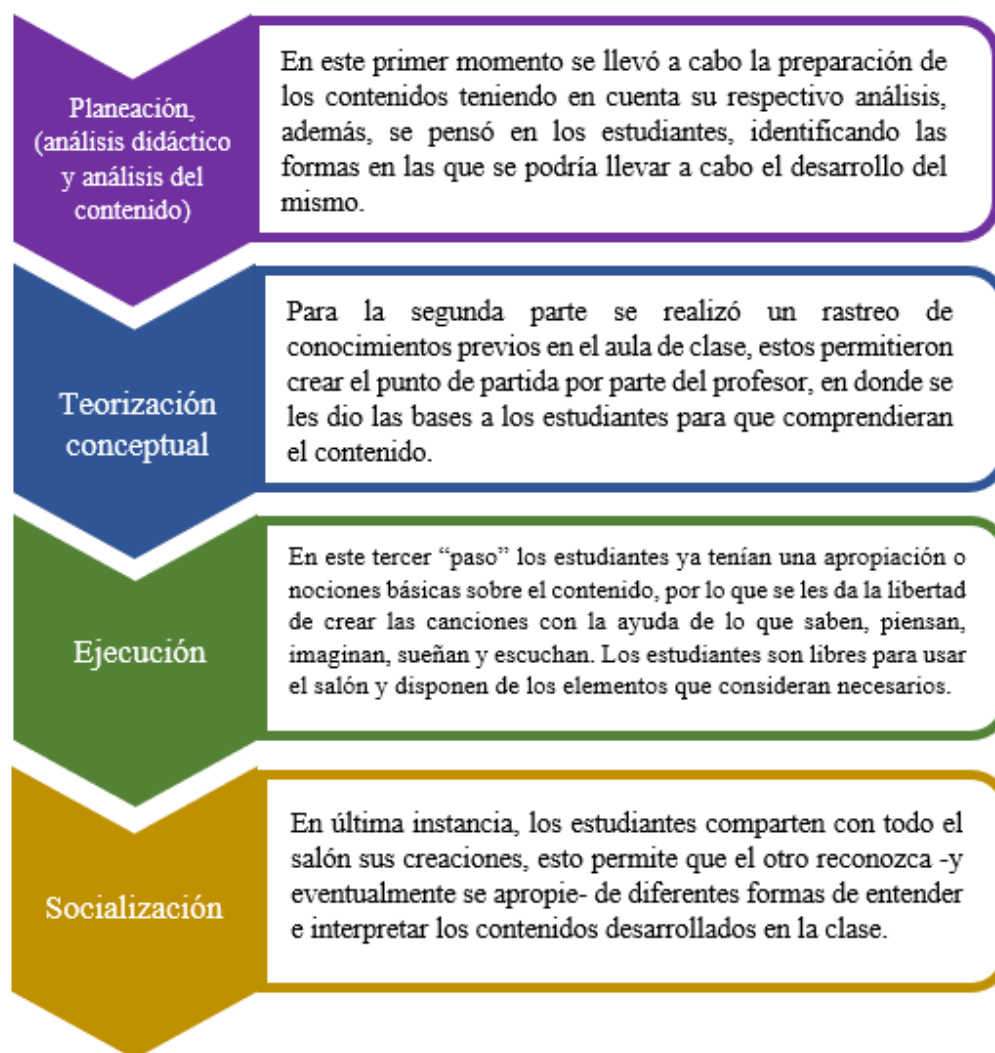 Planeación,
(análisis didáctico
y análisis del
contenido)
En este primer momento se llevó a cabo la preparación de
los contenidos teniendo en cuenta su respectivo análisis,
además, se pensó en los estudiantes, identificando las
formas en las que se podría llevar a cabo el desarrollo del
mismo.
Teorización
conceptual
Para la segunda parte se realizó un rastreo de
conocimientos previos en el aula de clase, estos permitieron
crear el punto de partida por parte del profesor, en donde se
les dio las bases a los estudiantes para que comprendieran
el contenido.
Ejecución
En este tercer “paso” los estudiantes ya tenían una apropiación o
nociones básicas sobre el contenido, por lo que se les da la libertad
de crear las canciones con la ayuda de lo que saben, piensan,
imaginan, sueñan y escuchan. Los estudiantes son libres para usar
el salón y disponen de los elementos que consideran necesarios.
Socialización
En última instancia, los estudiantes comparten con todo el
salón sus creaciones, esto permite que el otro reconozca -y
eventualmente se apropie- de diferentes formas de entender
e interpretar los contenidos desarrollados en la clase.